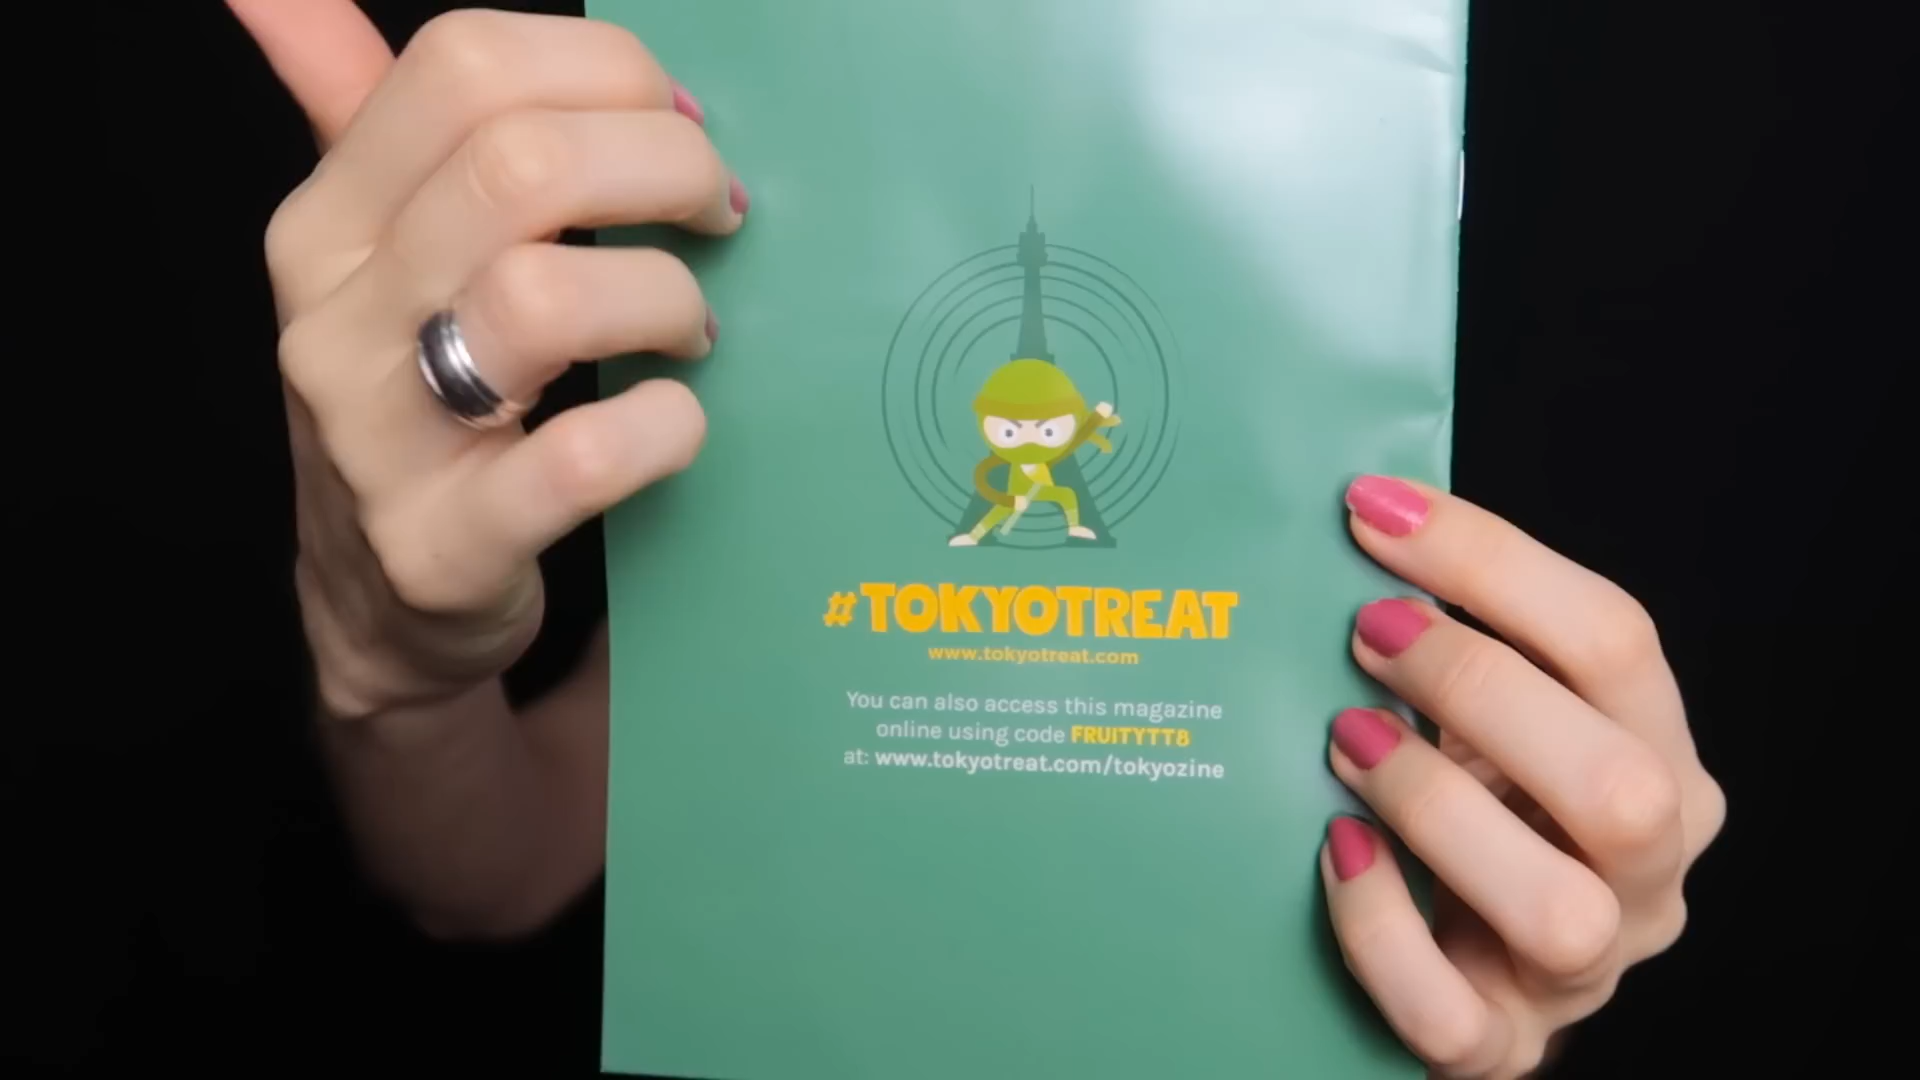 #TOKYOTREAT
www.tokyotreat.com
You can also access this magazine
online using code FRUITYTT8
at: www.tokyotreat.com/tokyozine